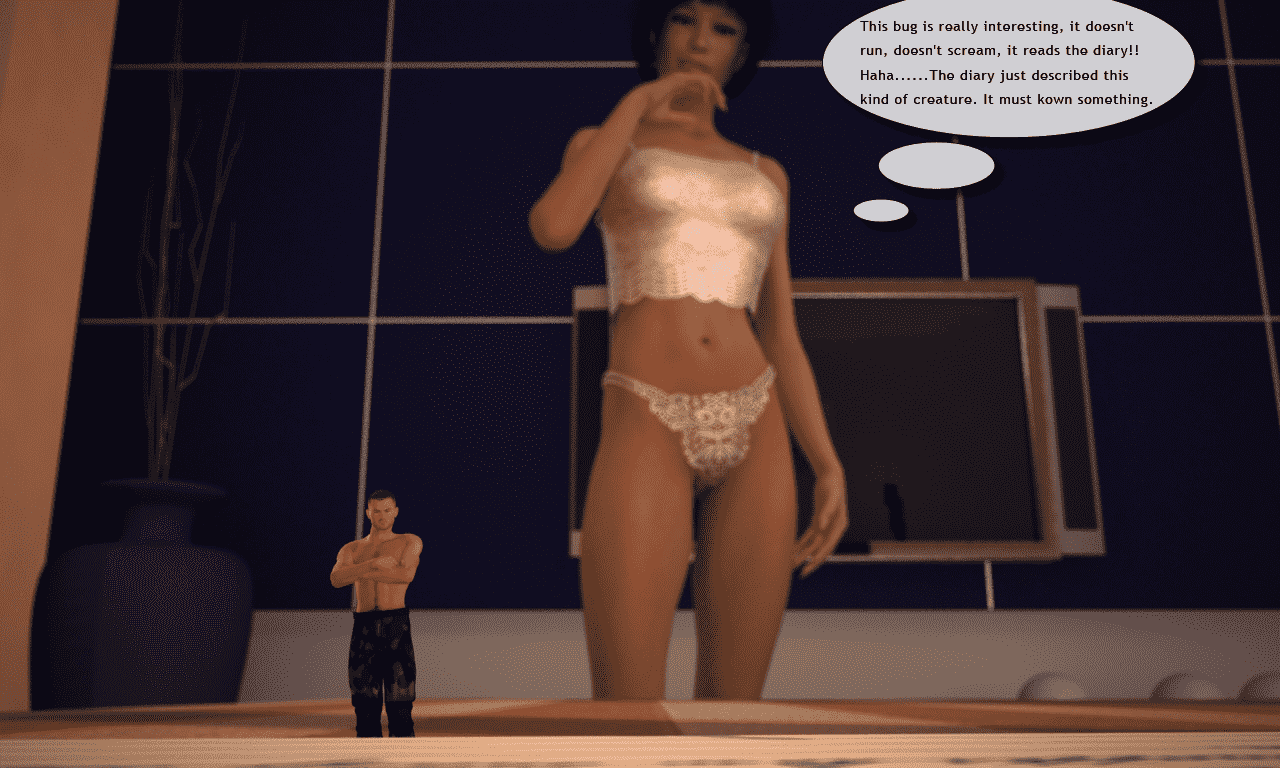 This bug is really interesting, it doesn't
run, doesn't scream, it reads the diary!!
Haha......The diary just described this
kind of creature. It must kown something.